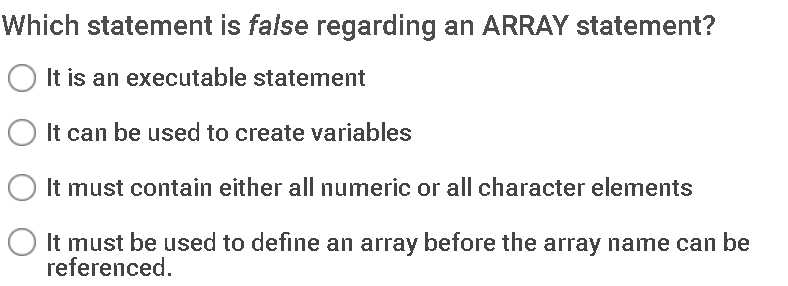 Which statement is false regarding an ARRAY statement?
It is an executable statement
It can be used to create variables
It must contain either all numeric or all character elements
It must be used to define an array before the array name can be
referenced.